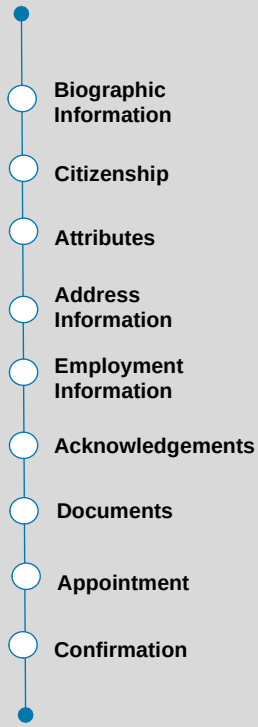 Biographic
Information
Citizenship
Attributes
Address
Information
Employment
Information
Acknowledgements
Documents
Appointment
Confirmation